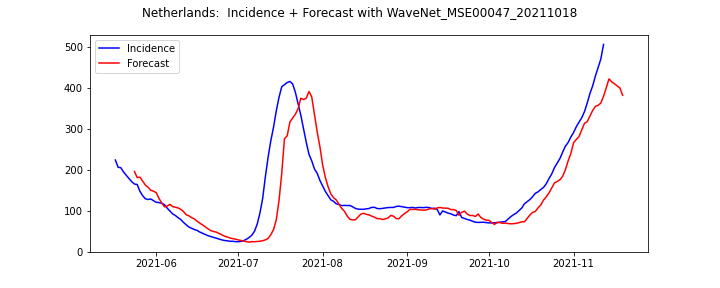 Netherlands:  Incidence + Forecast with WaveNet_MSE00047_20211018
Incidence
Forecast
500
400
300
200
100
0
2021-06 2021-07 2021-08 2021-09 2021-10 2021-11